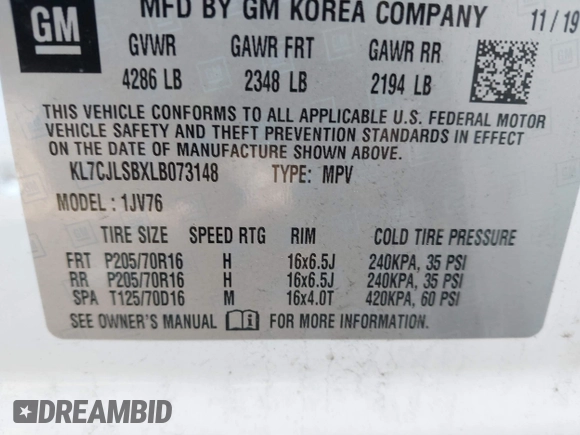 GM
MFD BY GM KOREA COMPANY 11/19
GVWR GAWR FRT GAWR RR
4286 LB 2348 LB 2194 LB
THIS VEHICLE CONFORMS TO ALL APPLICABLE U.S. FEDERAL MOTOR
VEHICLE SAFETY AND THEFT PREVENTION STANDARDS IN EFFECT
ON THE DATE OF MANUFACTURE SHOWN ABOVE.
KL7CJLSBXLB073148 TYPE: MPV
MODEL: 1JV76
TIRE SIZE SPEED RTG RIM COLD TIRE PRESSURE
FRT P205/70R16 H 16x6.5J 240KPA, 35 PSI
RR P205/70R16 H 16x6.5J 240KPA, 35 PSI
SPA T125/70D16 M 16x4.0T 420KPA, 60 PSI
SEE OWNER'S MANUAL FOR MORE INFORMATION.
DREAMBID